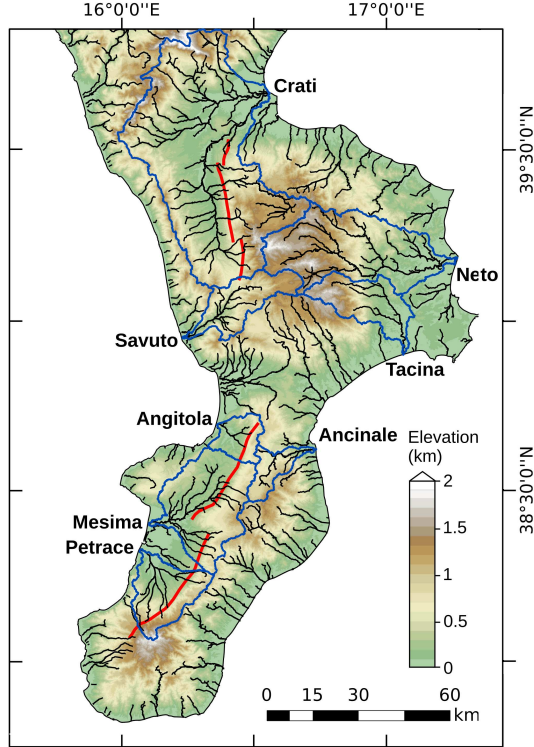 16°0'0"E 17°0'0"E
Crati
39°30'0"N
Neto
Savuto
Tacina
Angitola
Ancinale
Elevation
(km)
2
1.5
1
0.5
0
38°30'0"N
Mesima
Petrace
0 15 30 60
km